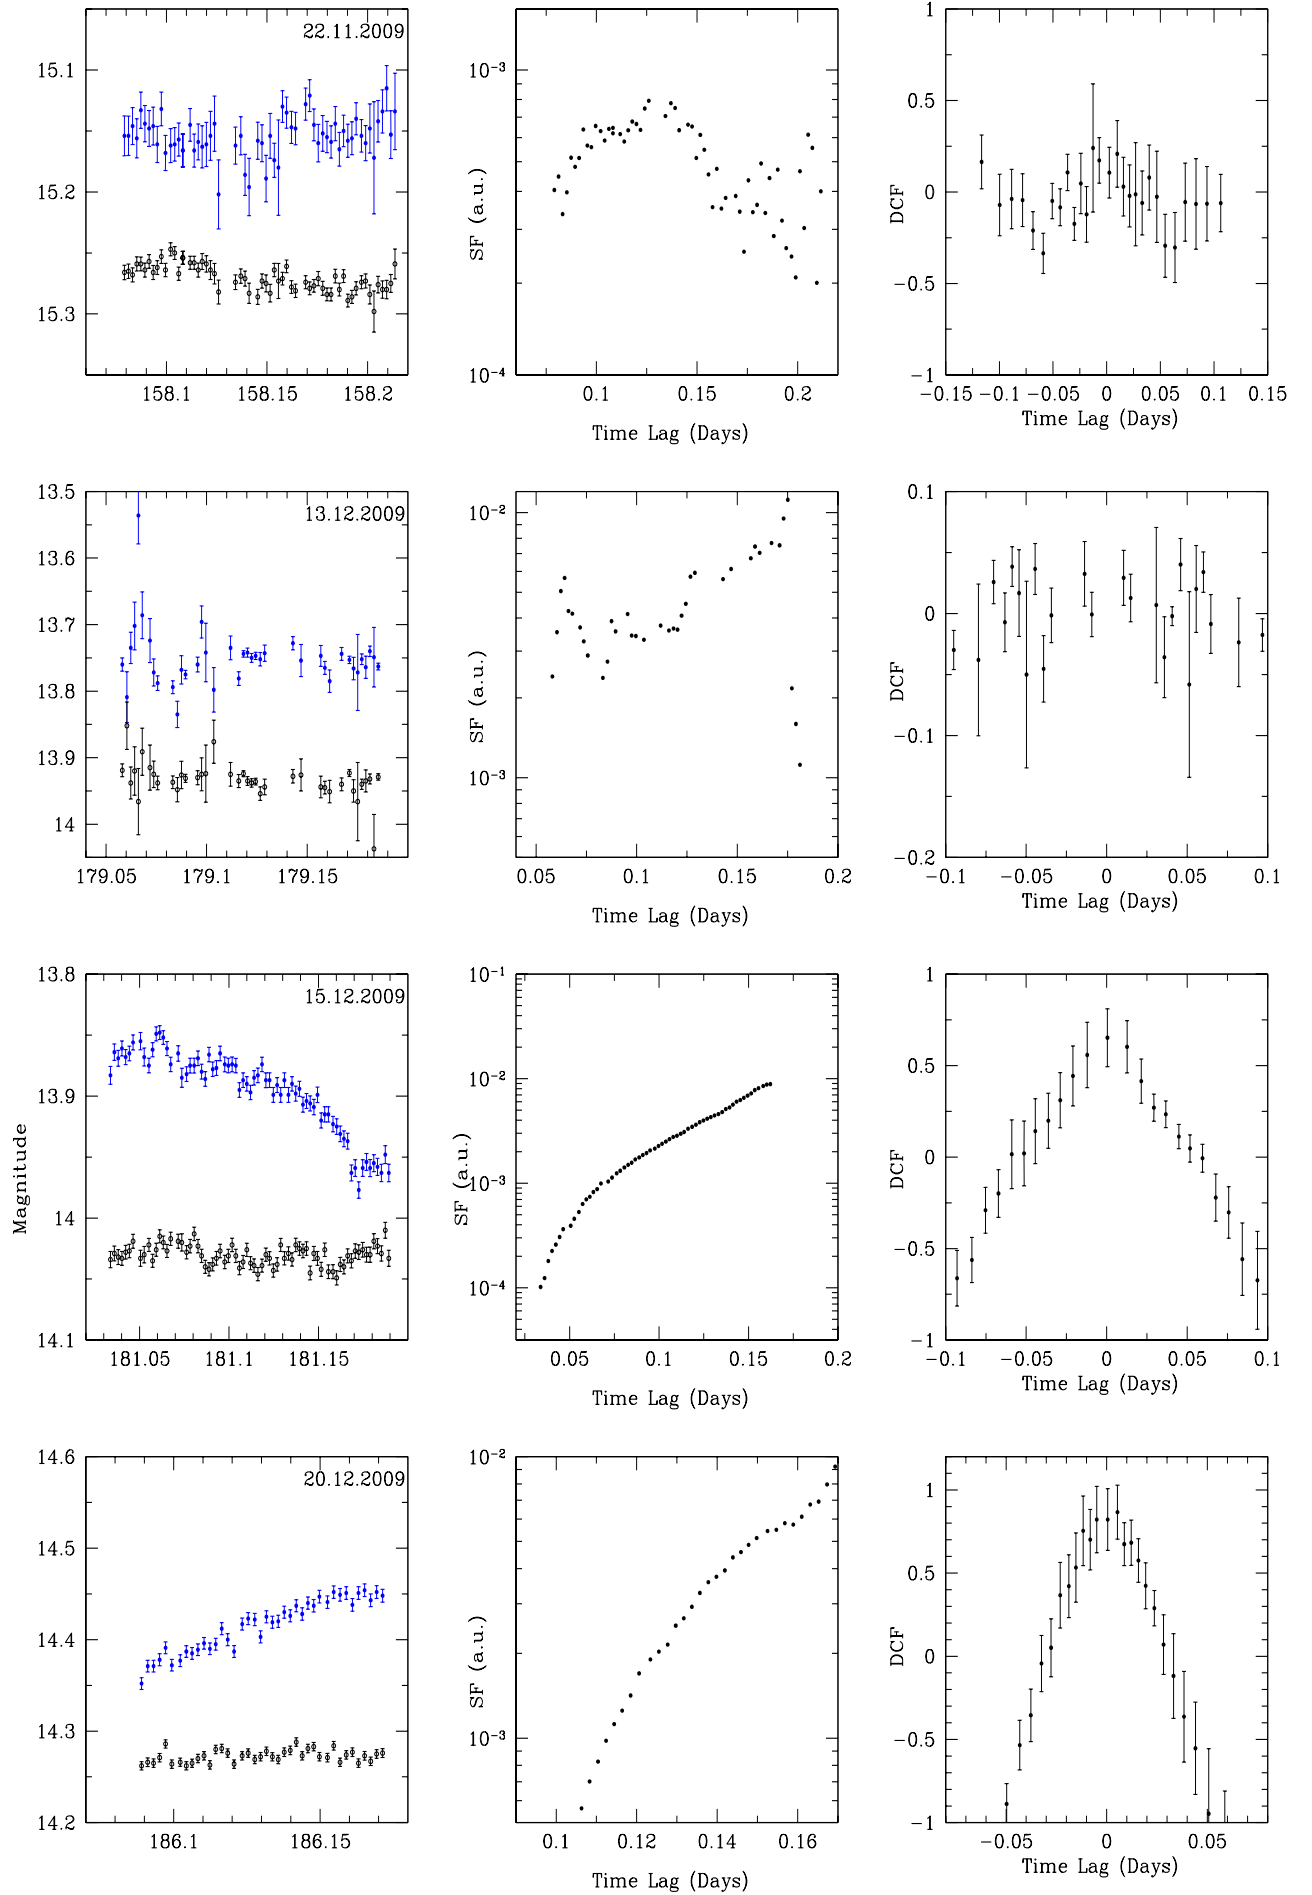 22.11.2009
15.1
15.2
15.3
158.1 158.15 158.2
10⁻³
10⁻⁴
SF (a.u.)
0.1 0.15 0.2
Time Lag (Days)
1
0.5
0
−0.5
−1
DCF
−0.15 −0.1 −0.05 0 0.05 0.1 0.15
Time Lag (Days)
13.12.2009
13.5
13.6
13.7
13.8
13.9
14
179.05 179.1 179.15
10⁻²
10⁻³
SF (a.u.)
0.05 0.1 0.15 0.2
Time Lag (Days)
0.1
0
−0.1
−0.2
DCF
−0.1 −0.05 0 0.05 0.1
Time Lag (Days)
Magnitude
15.12.2009
13.8
13.9
14
14.1
181.05 181.1 181.15
10⁻¹
10⁻²
10⁻³
10⁻⁴
SF (a.u.)
0.05 0.1 0.15 0.2
Time Lag (Days)
1
0.5
0
−0.5
−1
DCF
−0.1 −0.05 0 0.05 0.1
Time Lag (Days)
20.12.2009
14.6
14.5
14.4
14.3
14.2
186.1 186.15
10⁻²
10⁻³
SF (a.u.)
0.1 0.12 0.14 0.16
Time Lag (Days)
1
0.5
0
−0.5
−1
DCF
−0.05 0 0.05
Time Lag (Days)